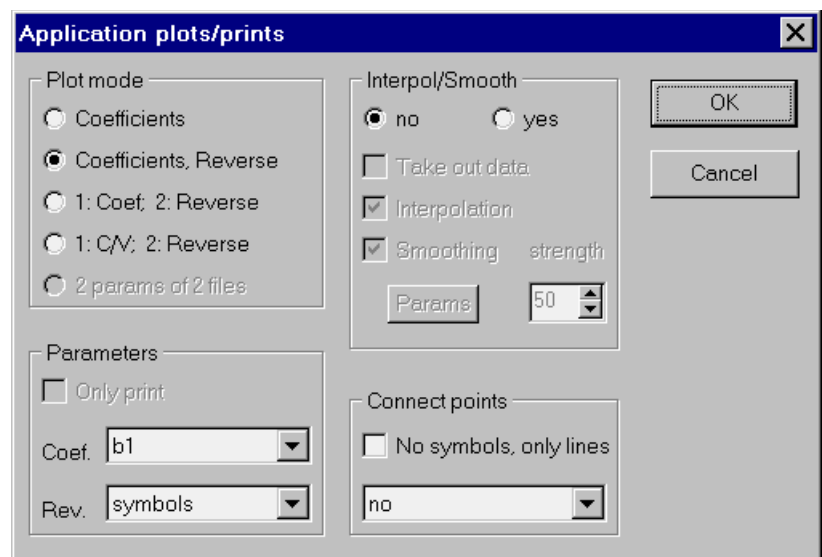 Application plots/prints
Plot mode
Coefficients
Coefficients, Reverse
1: Coef; 2: Reverse
1: C/V; 2: Reverse
2 params of 2 files
Interpol/Smooth
no yes
Take out data
Interpolation
Smoothing strength
Params 50
OK
Cancel
Parameters
Only print
Coef. b1
Rev. symbols
Connect points
No symbols, only lines
no